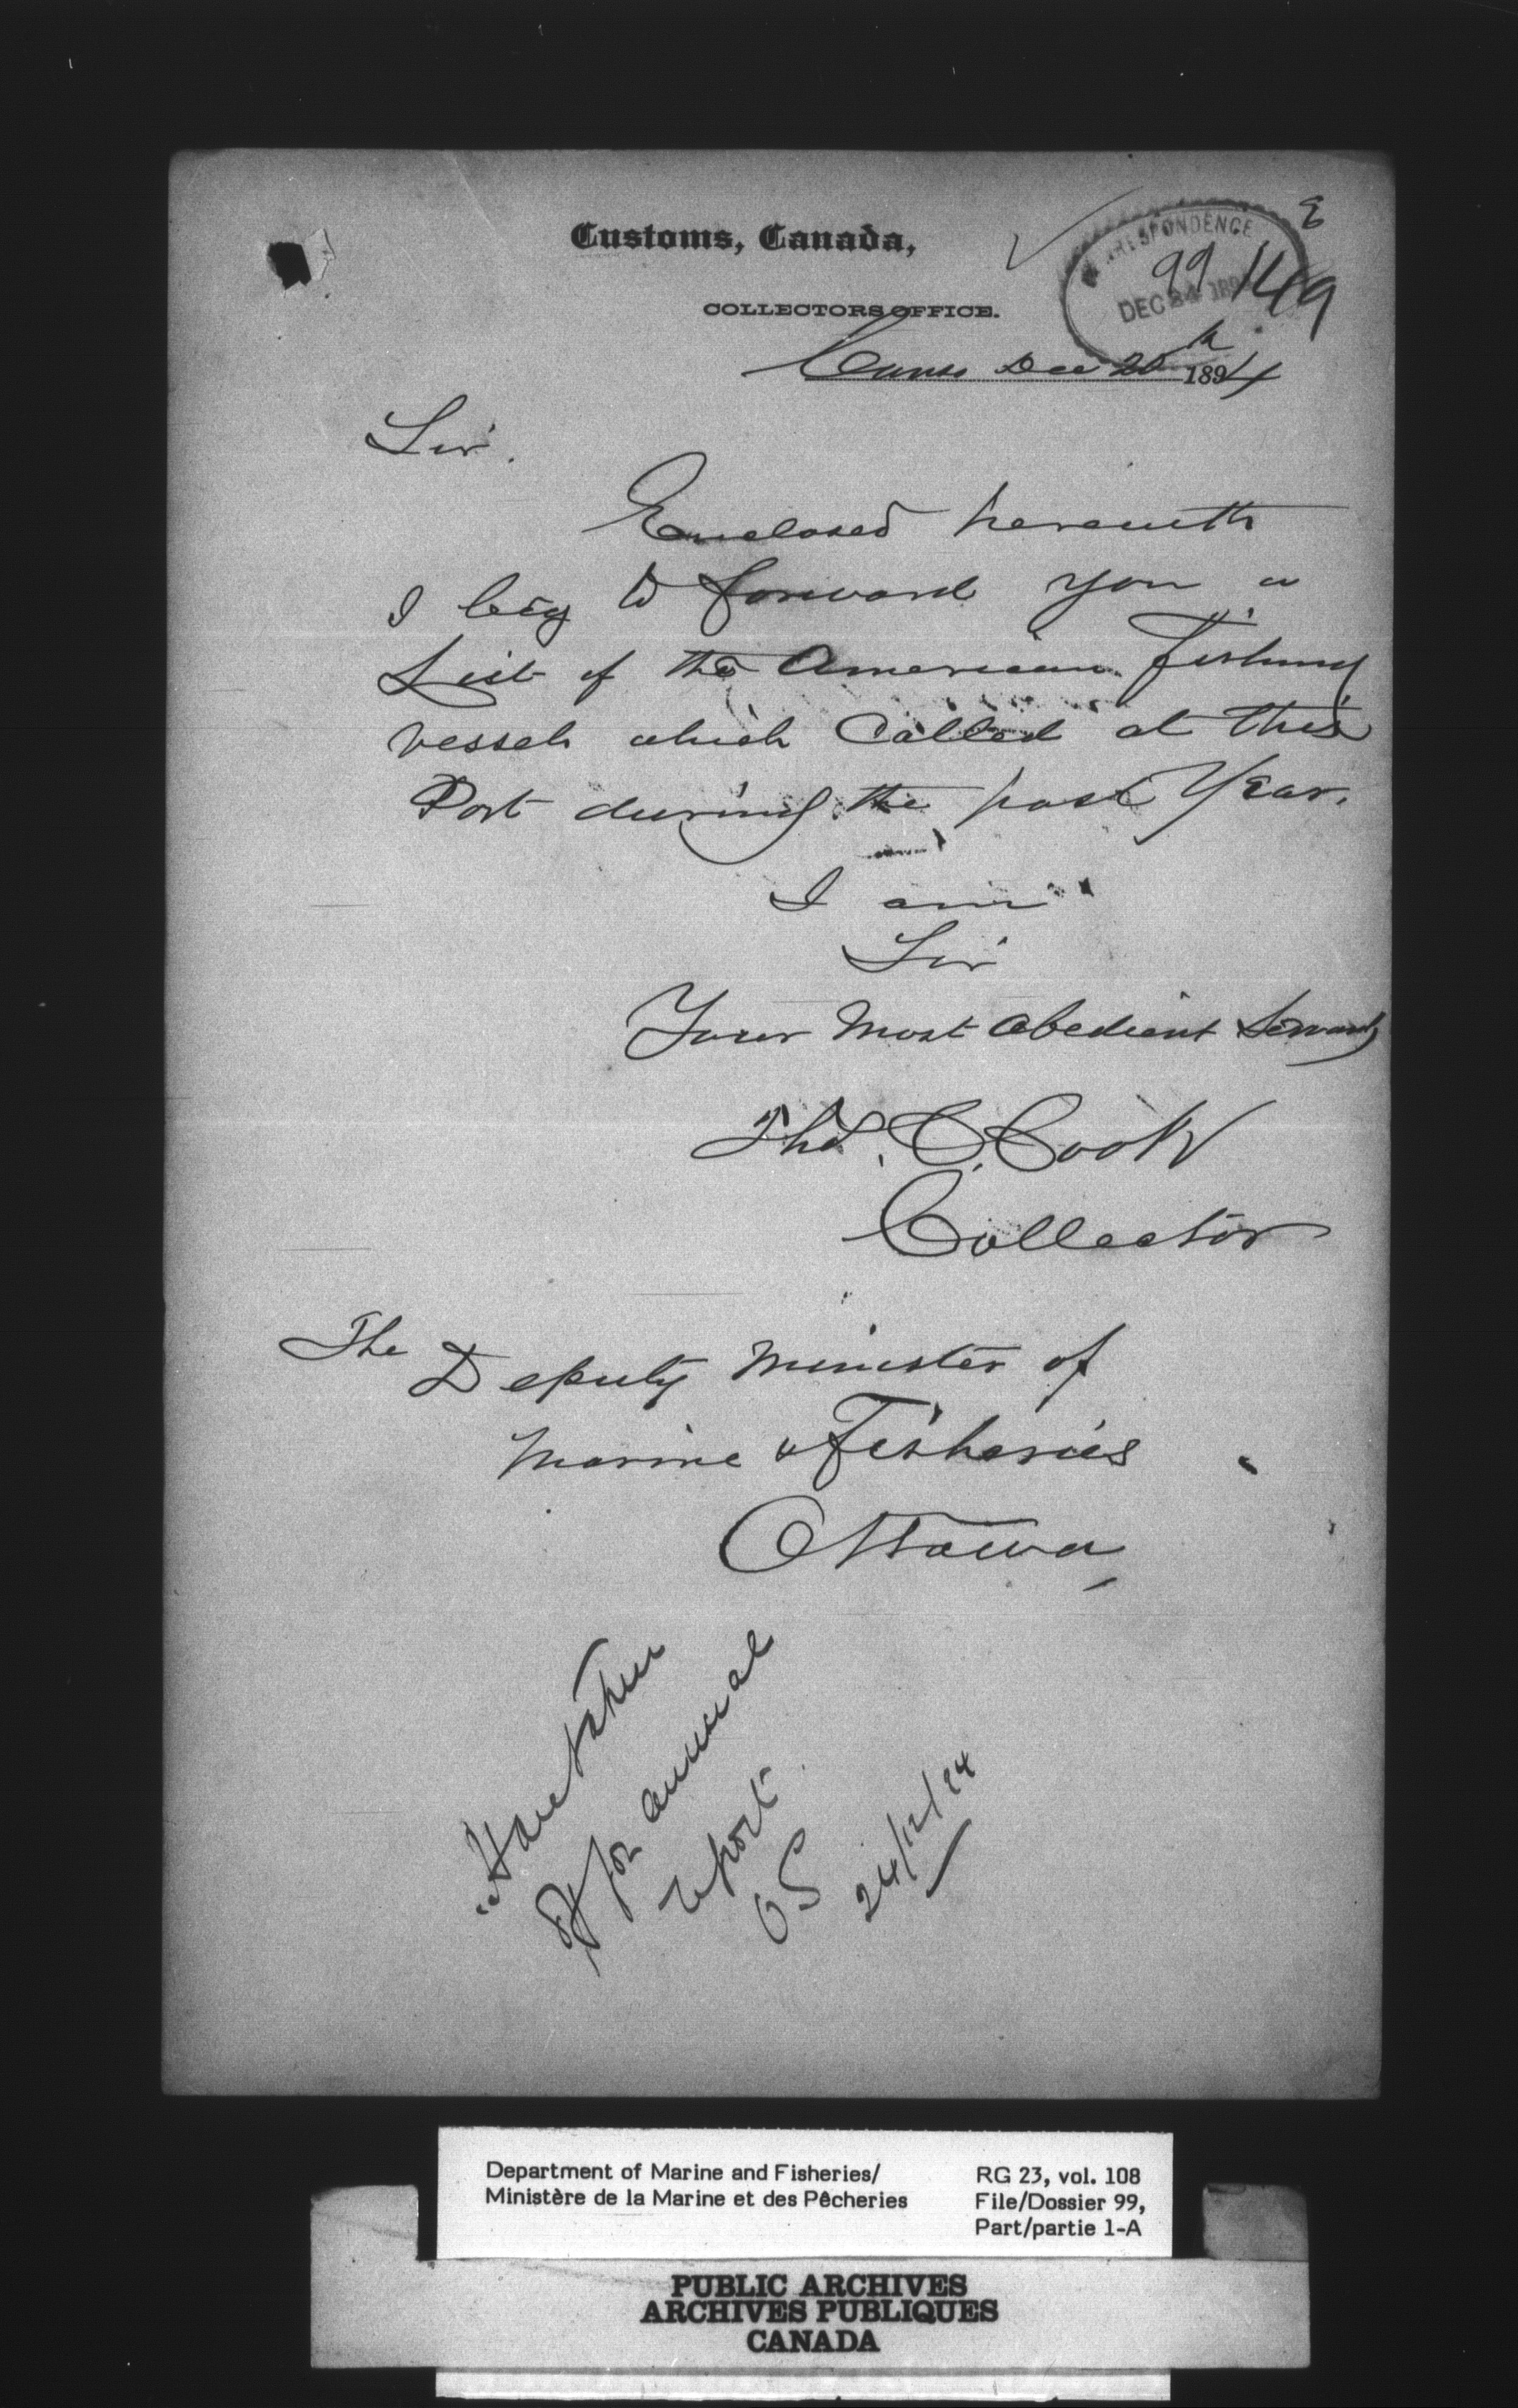 Customs, Canada,
COLLECTORS OFFICE.
CORRESPONDENCE
99 149
DEC 24 189
Canso Dec 20th 1894
Sir.
Enclosed herewith
I beg to forward you a
List of the American Fishing
vessels which Called at this
Port during the past Year.
I am
Sir
Your Most Obedient Servant
Thos. C. Cook
Collector
The
Deputy Minister of
Marine & Fisheries
Ottawa
Have taken
for annual
report
OS
24/12/94
Department of Marine and Fisheries/
Ministère de la Marine et des Pêcheries
RG 23, vol. 108
File/Dossier 99,
Part/partie 1-A
PUBLIC ARCHIVES
ARCHIVES PUBLIQUES
CANADA